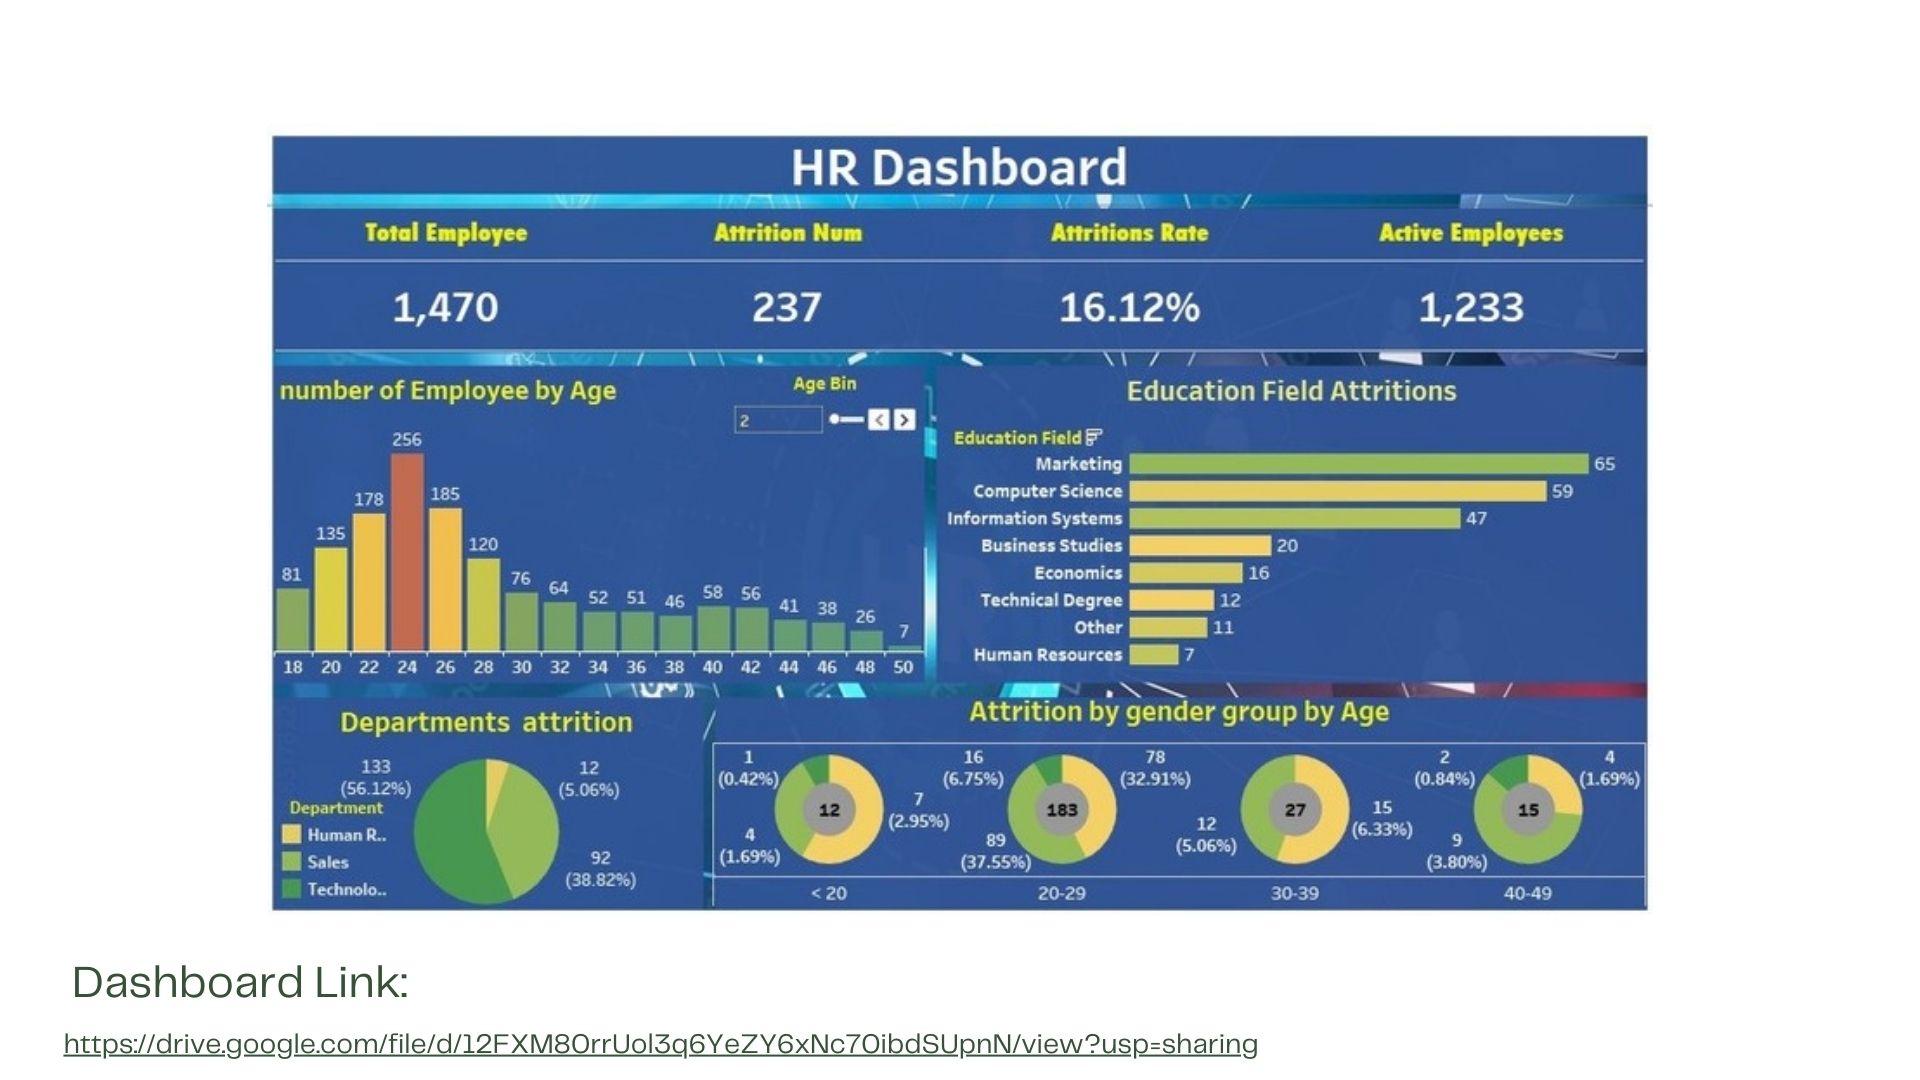 HR Dashboard
Total Employee Attrition Num Attritions Rate Active Employees
1,470 237 16.12% 1,233
number of Employee by Age
Age Bin
2
256
178 185
135 120
81 76 64 52 51 46 58 56 41 38 26 7
18 20 22 24 26 28 30 32 34 36 38 40 42 44 46 48 50
Education Field Attritions
Education Field
Marketing 65
Computer Science 59
Information Systems 47
Business Studies 20
Economics 16
Technical Degree 12
Other 11
Human Resources 7
Departments attrition
133 (56.12%)
12 (5.06%)
92 (38.82%)
Department
Human R..
Sales
Technolo..
Attrition by gender group by Age
1 (0.42%)
4 (1.69%)
12
7 (2.95%)
16 (6.75%)
89 (37.55%)
183
78 (32.91%)
12 (5.06%)
27
15 (6.33%)
2 (0.84%)
9 (3.80%)
15
4 (1.69%)
< 20 20-29 30-39 40-49
Dashboard Link:
https://drive.google.com/file/d/12FXM8OrrUol3q6YeZY6xNc7OibdSUpnN/view?usp=sharing